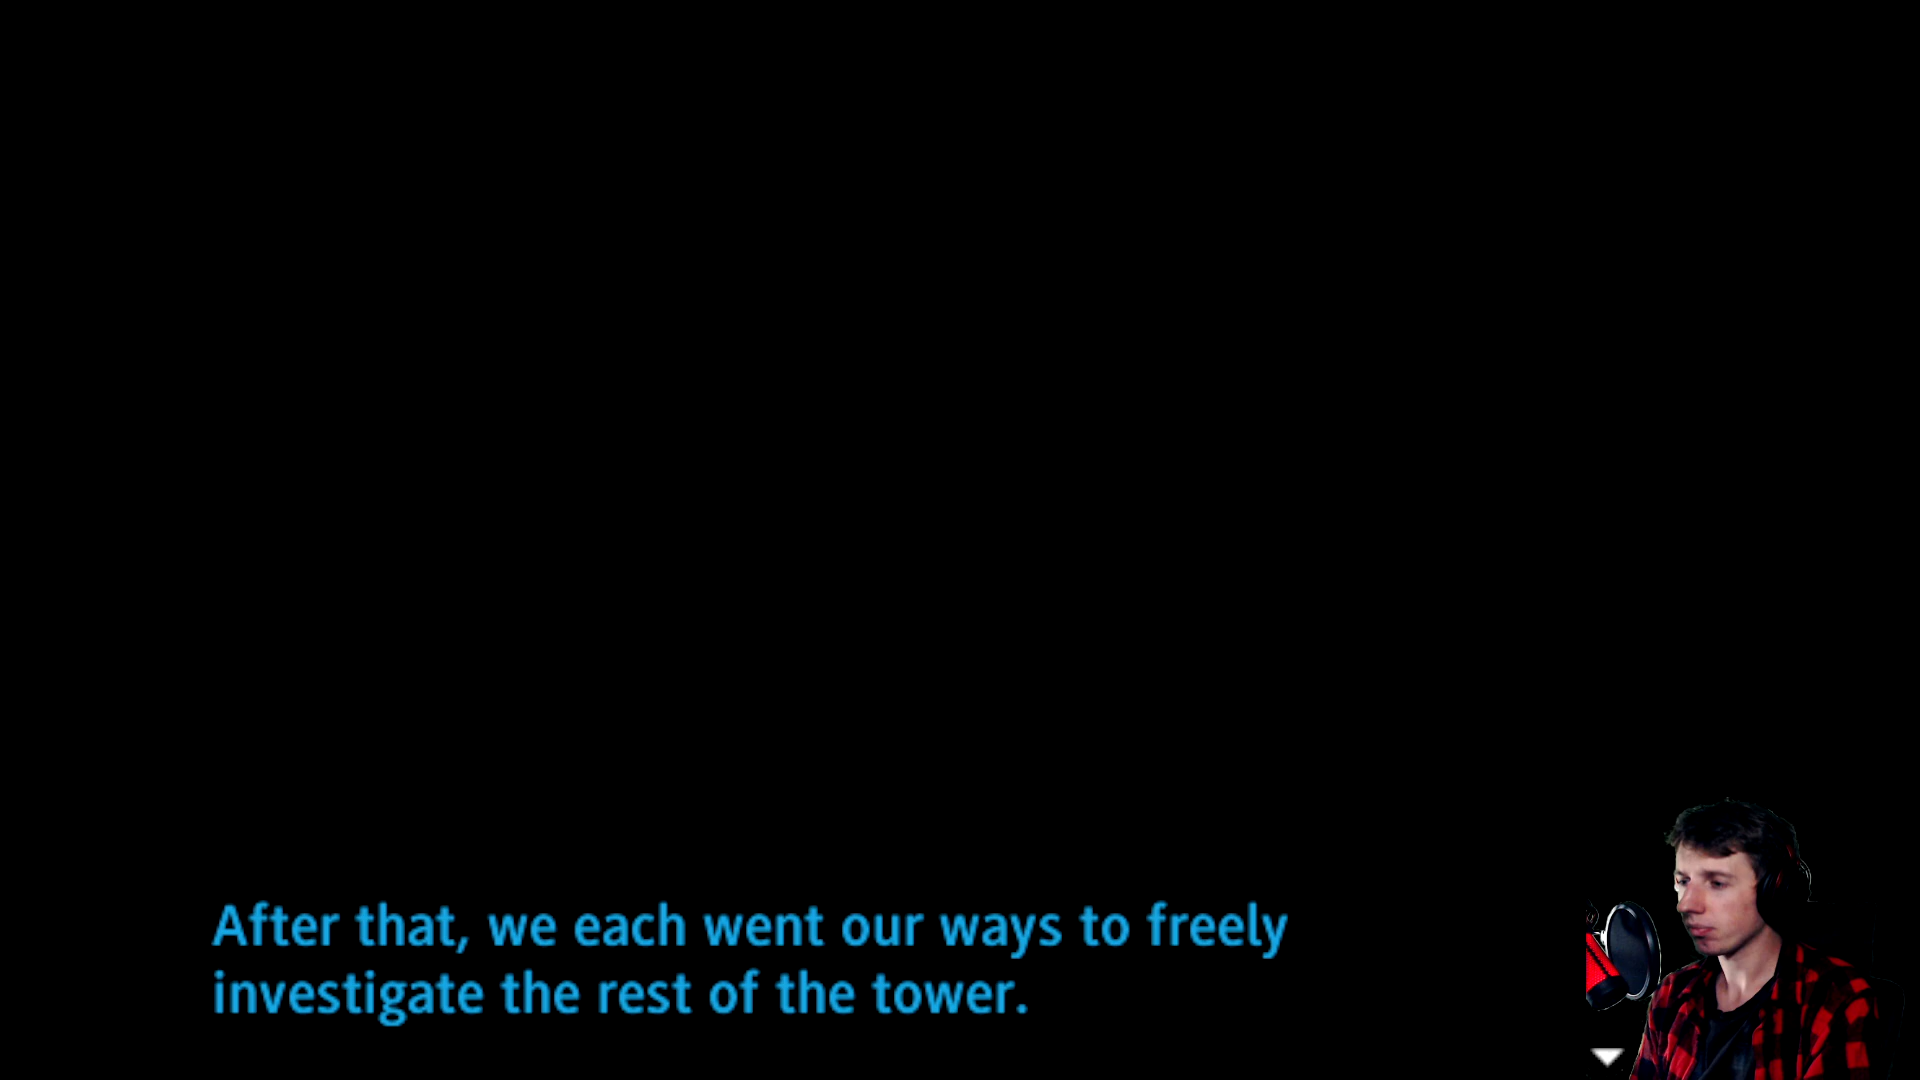 After that, we each went our ways to freely
investigate the rest of the tower.